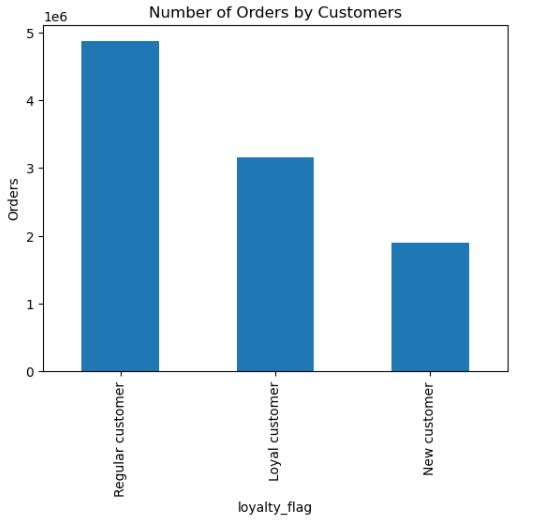 Number of Orders by Customers
1e6
5
4
3
2
1
0
Orders
Regular customer
Loyal customer
New customer
loyalty_flag